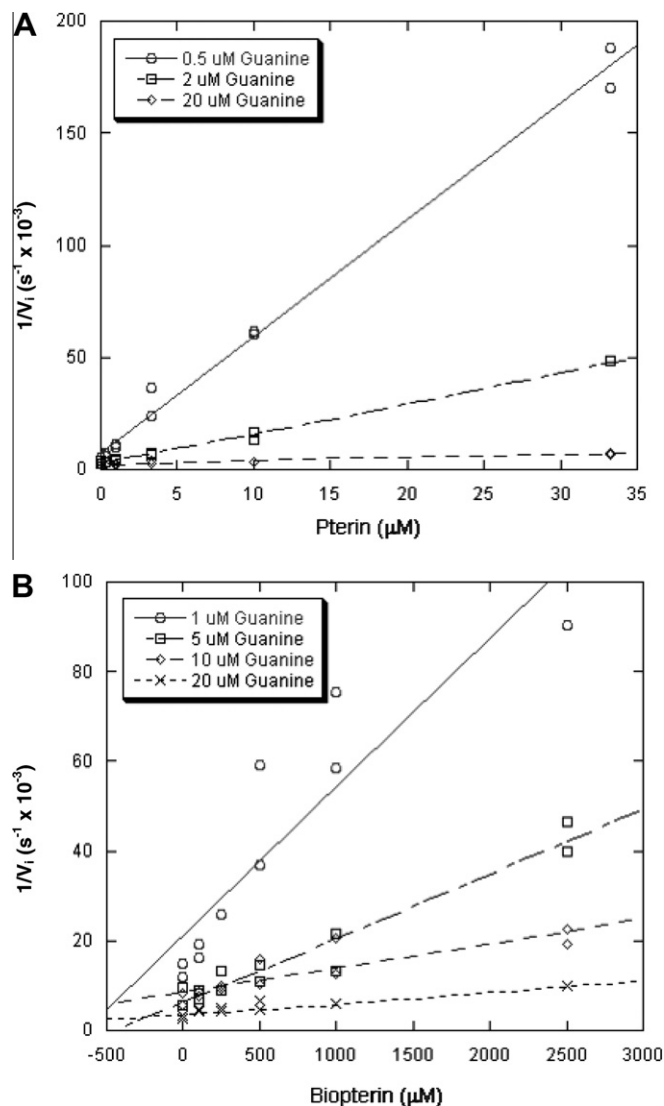 A
200
150
100
50
0
0.5 uM Guanine
2 uM Guanine
20 uM Guanine
1/Vi (s-1 x 10-3)
0 5 10 15 20 25 30 35
Pterin (µM)
B
100
80
60
40
20
0
1 uM Guanine
5 uM Guanine
10 uM Guanine
20 uM Guanine
1/Vi (s-1 x 10-3)
-500 0 500 1000 1500 2000 2500 3000
Biopterin (µM)